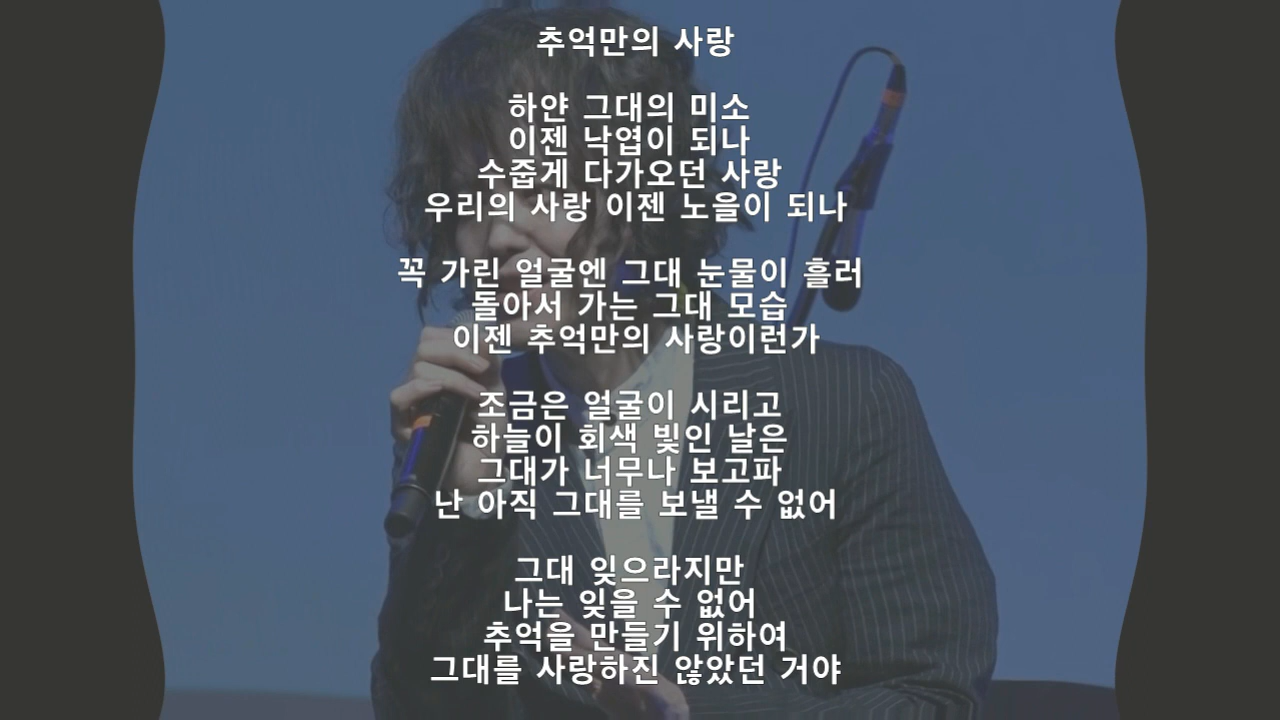 추억만의 사랑
하얀 그대의 미소
이젠 낙엽이 되나
수줍게 다가오던 사랑
우리의 사랑 이젠 노을이 되나
꼭 가린 얼굴엔 그대 눈물이 흘러
돌아서 가는 그대 모습
이젠 추억만의 사랑이런가
조금은 얼굴이 시리고
하늘이 회색 빛인 날은
그대가 너무나 보고파
난 아직 그대를 보낼 수 없어
그대 잊으라지만
나는 잊을 수 없어
추억을 만들기 위하여
그대를 사랑하진 않았던 거야